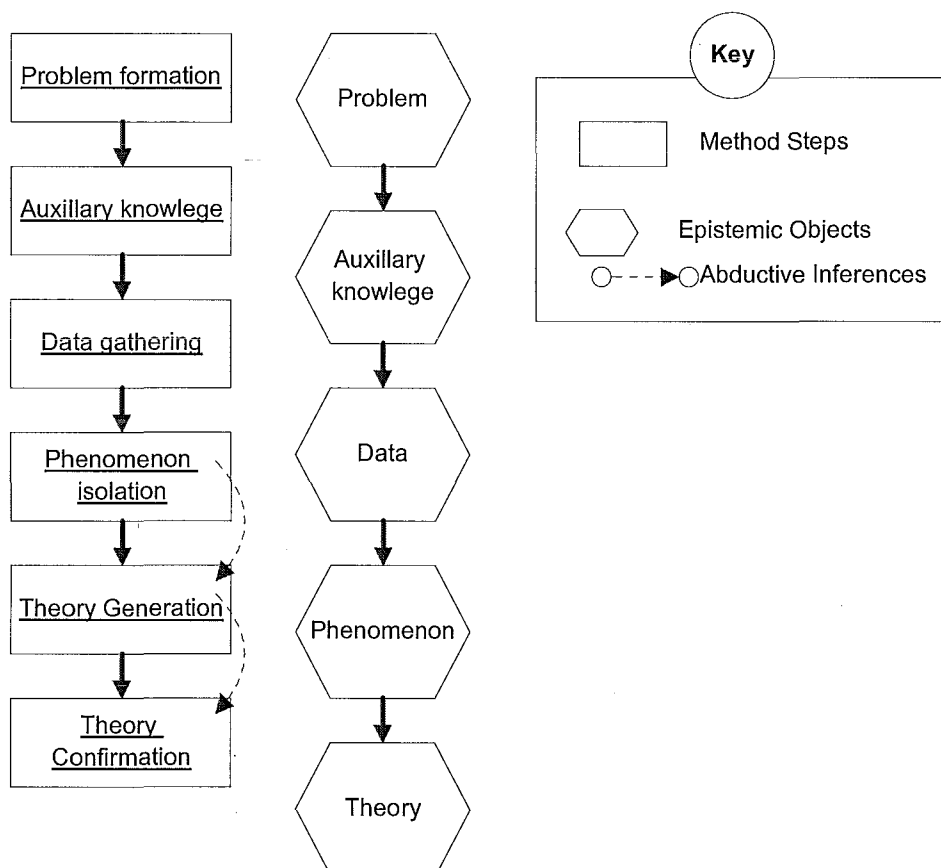 Problem formation
Auxillary knowlege
Data gathering
Phenomenon
isolation
Theory Generation
Theory
Confirmation
Problem
Auxillary
knowlege
Data
Phenomenon
Theory
Key
Method Steps
Epistemic Objects
Abductive Inferences